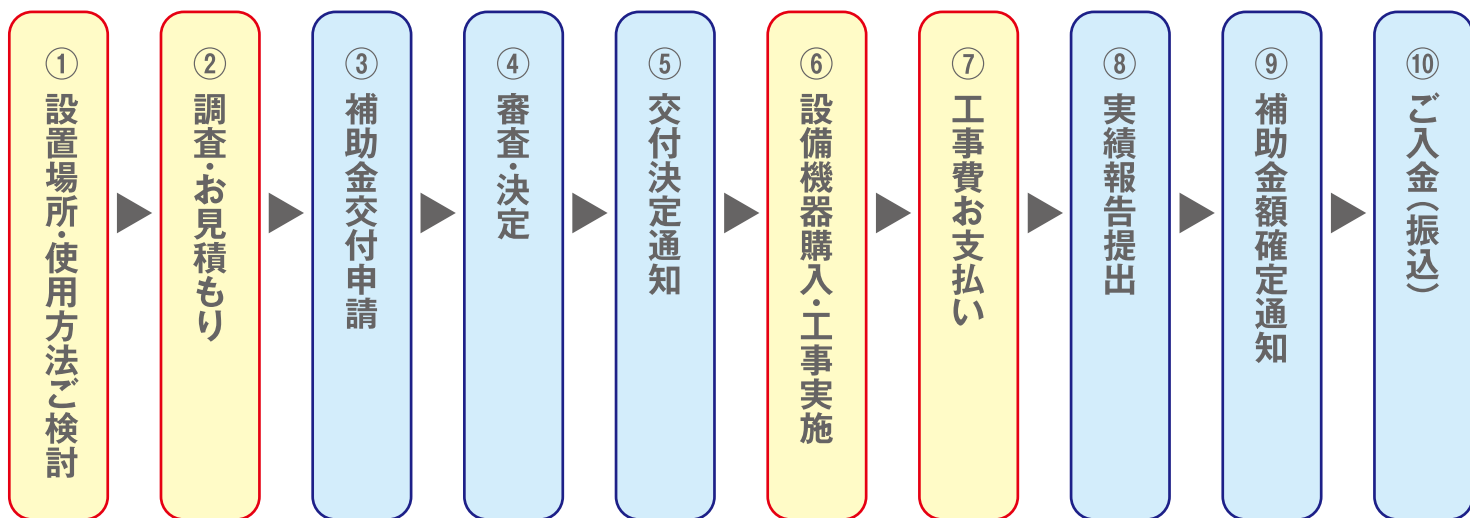 ①設置場所・使用方法ご検討
②調査・お見積もり
③補助金交付申請
④審査・決定
⑤交付決定通知
⑥設備機器購入・工事実施
⑦工事費お支払い
⑧実績報告提出
⑨補助金額確定通知
⑩ご入金（振込）